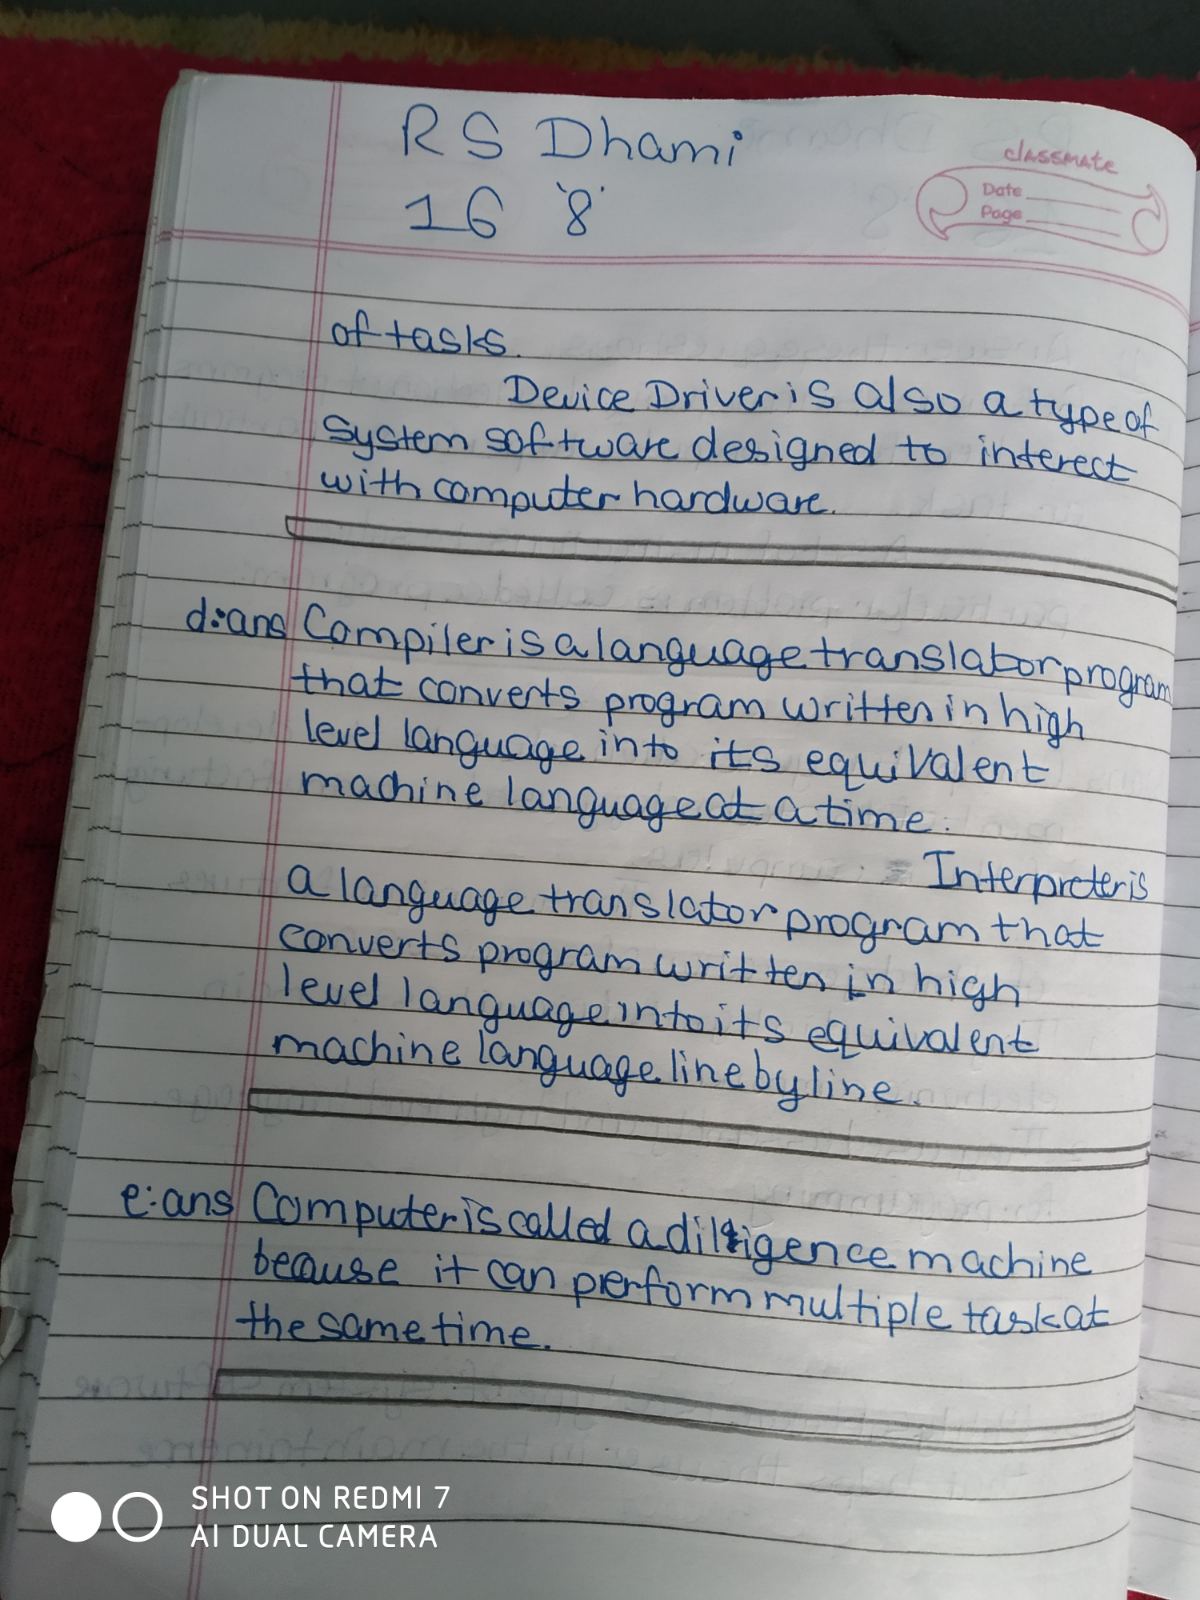 RS Dhami
16 '8'
classmate
Date
Page
of tasks.
Device Driver is also a type of
system software designed to interect
with computer hardware.
d:ans Compiler is a language translator program
that converts program written in high
level language into its equivalent
machine language at a time.
Interpreter is
a language translator program that
converts program written in high
level language into its equivalent
machine language line by line.
e:ans Computer is called a diligence machine
because it can perform multiple task at
the same time.
SHOT ON REDMI 7
AI DUAL CAMERA